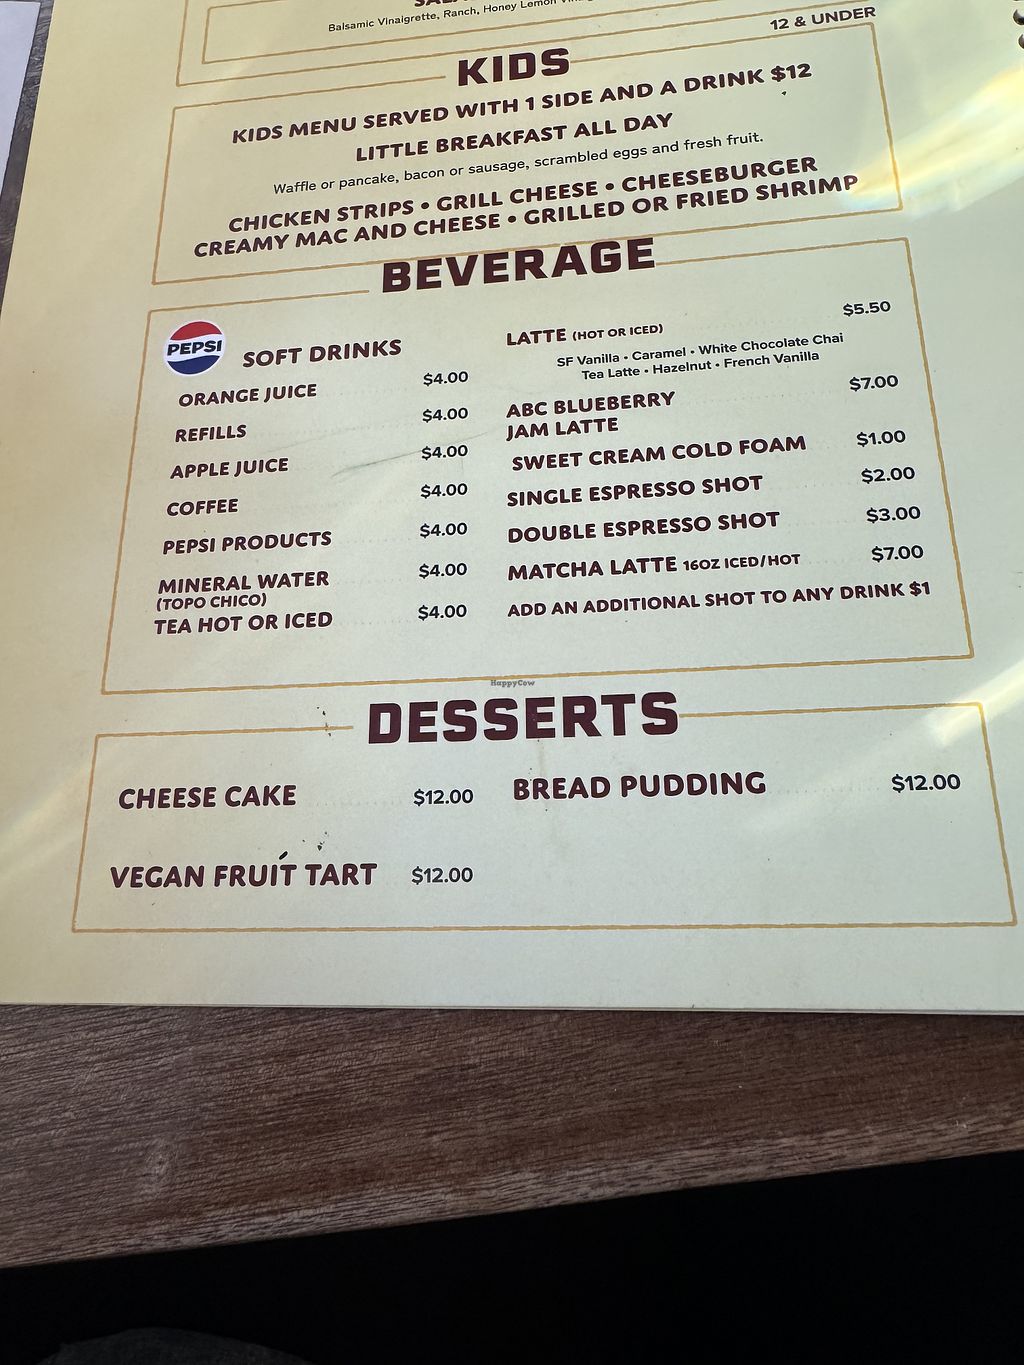 Balsamic Vinaigrette, Ranch, Honey Lemon
12 & UNDER
KIDS
KIDS MENU SERVED WITH 1 SIDE AND A DRINK $12
LITTLE BREAKFAST ALL DAY
Waffle or pancake, bacon or sausage, scrambled eggs and fresh fruit.
CHICKEN STRIPS • GRILL CHEESE • CHEESEBURGER
CREAMY MAC AND CHEESE • GRILLED OR FRIED SHRIMP
BEVERAGE
PEPSI
SOFT DRINKS
ORANGE JUICE $4.00
REFILLS $4.00
APPLE JUICE $4.00
COFFEE $4.00
PEPSI PRODUCTS $4.00
MINERAL WATER $4.00
(TOPO CHICO)
TEA HOT OR ICED $4.00
LATTE (HOT OR ICED) $5.50
SF Vanilla • Caramel • White Chocolate Chai
Tea Latte • Hazelnut • French Vanilla
ABC BLUEBERRY $7.00
JAM LATTE
SWEET CREAM COLD FOAM $1.00
SINGLE ESPRESSO SHOT $2.00
DOUBLE ESPRESSO SHOT $3.00
MATCHA LATTE 16OZ ICED/HOT $7.00
ADD AN ADDITIONAL SHOT TO ANY DRINK $1
HappyCow
DESSERTS
CHEESE CAKE $12.00
BREAD PUDDING $12.00
VEGAN FRUIT TART $12.00